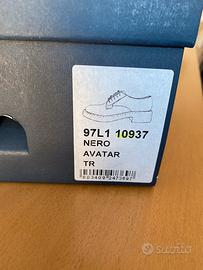 97L1 10937
NERO
AVATAR
TR
subito